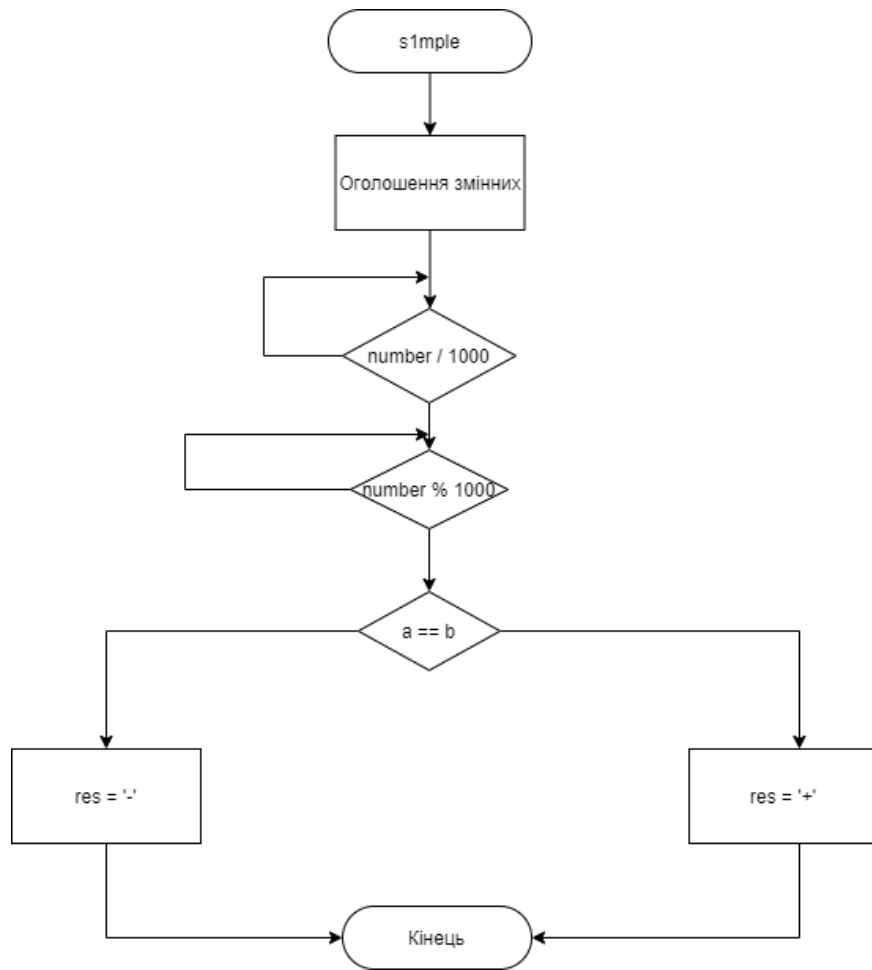 s1mple
Оголошення змінних
number / 1000
number % 1000
a == b
res = '-'
res = '+'
Кінець